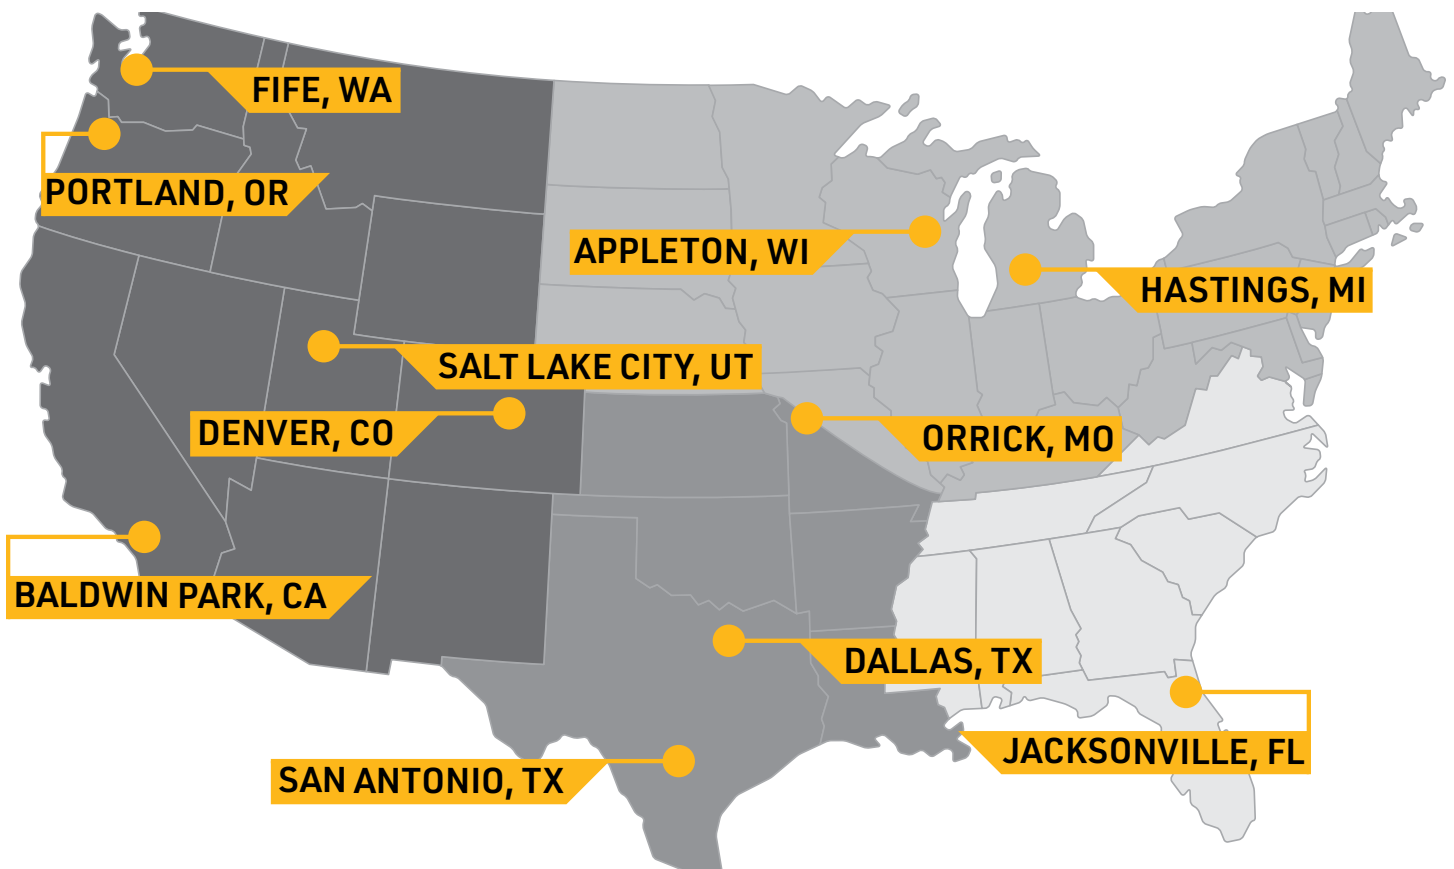 FIFE, WA
PORTLAND, OR
APPLETON, WI
HASTINGS, MI
SALT LAKE CITY, UT
DENVER, CO
ORRICK, MO
BALDWIN PARK, CA
DALLAS, TX
JACKSONVILLE, FL
SAN ANTONIO, TX